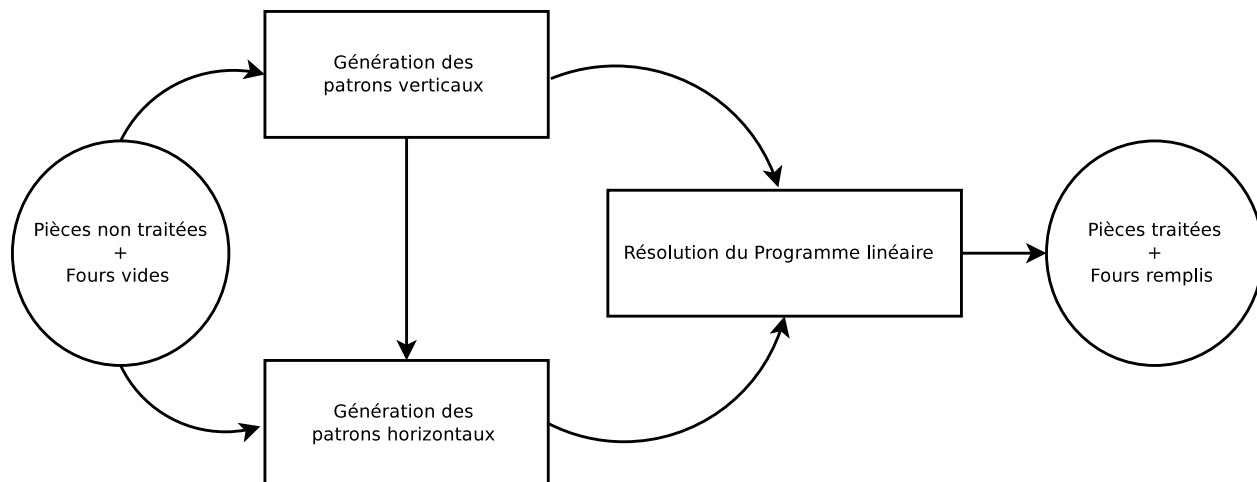 Génération des
patrons verticaux
Pièces non traitées
+
Fours vides
Résolution du Programme linéaire
Pièces traitées
+
Fours remplis
Génération des
patrons horizontaux